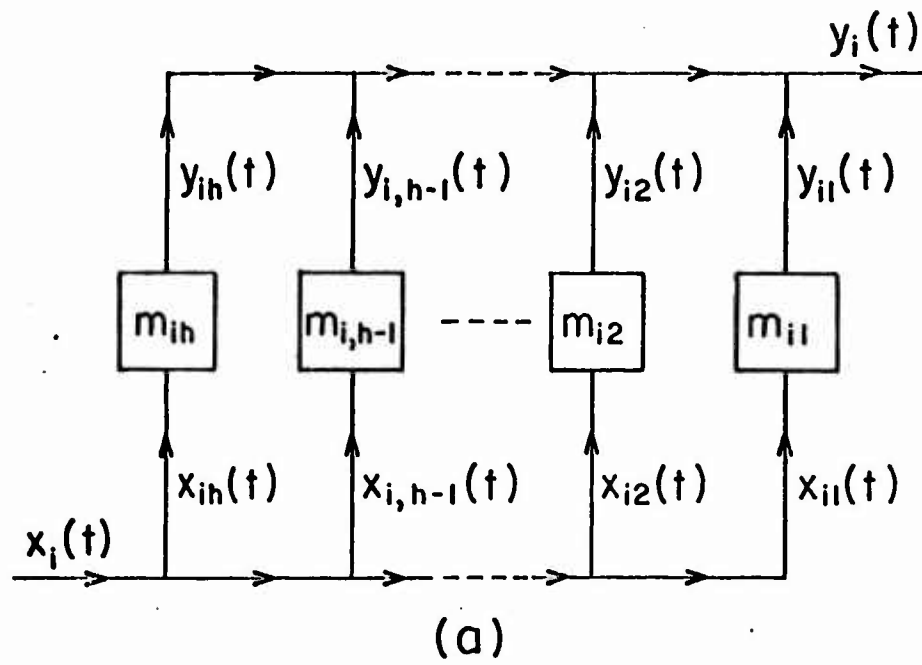 yᵢ(t)
yᵢₕ(t) yᵢ,ₕ₋₁(t) yᵢ₂(t) yᵢ₁(t)
mᵢₕ mᵢ,ₕ₋₁ mᵢ₂ mᵢ₁
xᵢₕ(t) xᵢ,ₕ₋₁(t) xᵢ₂(t) xᵢ₁(t)
xᵢ(t)
(a)